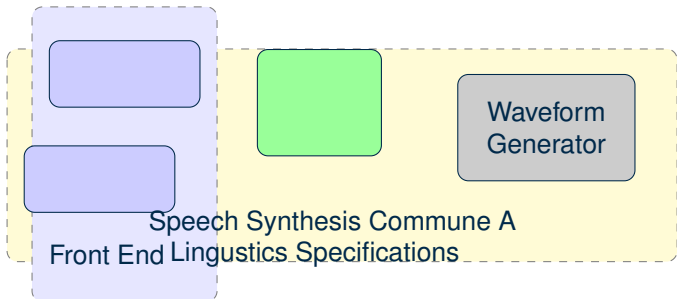 Waveform
Generator
Speech Synthesis Commune A
Front End
Lingustics Specifications